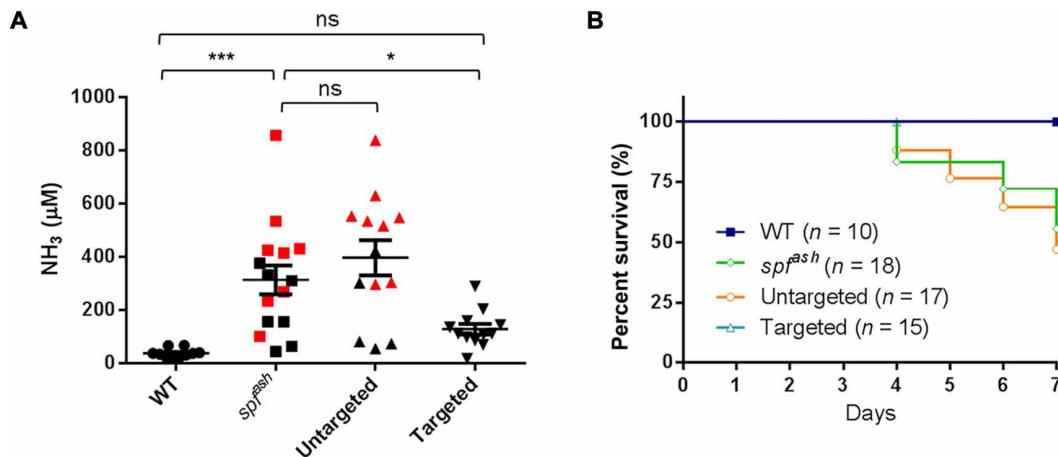 A
ns
*** *
ns
1000
800
600
400
200
0
NH₃ (μM)
WT
spfᵃˢʰ
Untargeted
Targeted
B
100
75
50
25
0
Percent survival (%)
WT (n = 10)
spfᵃˢʰ (n = 18)
Untargeted (n = 17)
Targeted (n = 15)
0 1 2 3 4 5 6 7
Days